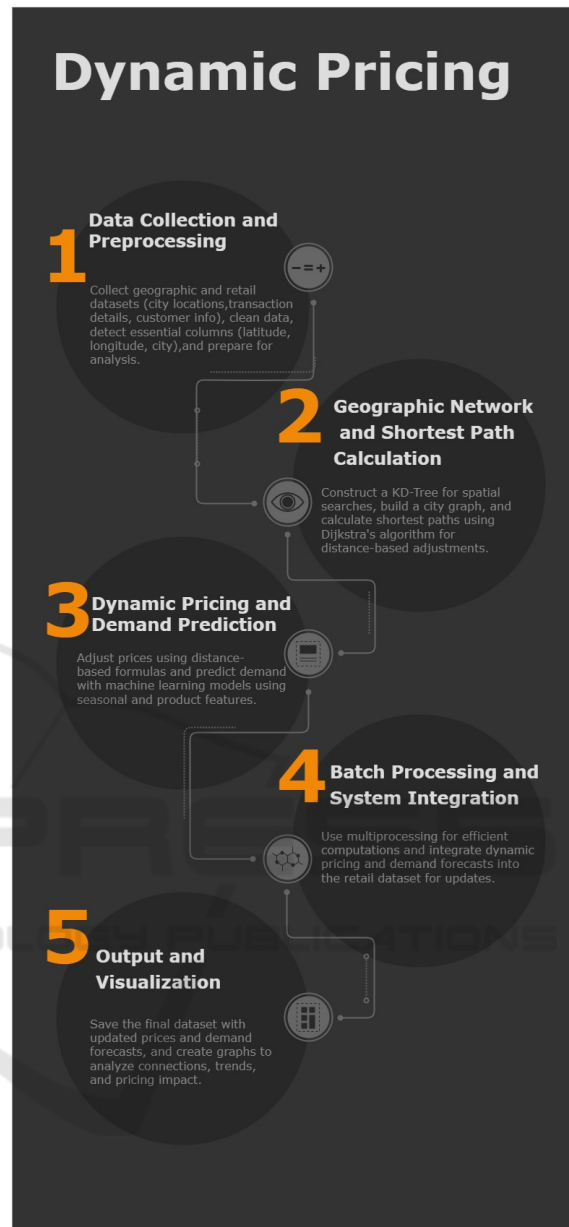 Dynamic Pricing
1
Data Collection and
Preprocessing
− = +
Collect geographic and retail
datasets (city locations,transaction
details, customer info), clean data,
detect essential columns (latitude,
longitude, city),and prepare for
analysis.
2
Geographic Network
and Shortest Path
Calculation
Construct a KD-Tree for spatial
searches, build a city graph, and
calculate shortest paths using
Dijkstra's algorithm for
distance-based adjustments.
3
Dynamic Pricing and
Demand Prediction
Adjust prices using distance-
based formulas and predict demand
with machine learning models using
seasonal and product features.
4
Batch Processing and
System Integration
Use multiprocessing for efficient
computations and integrate dynamic
pricing and demand forecasts into
the retail dataset for updates.
5
Output and
Visualization
Save the final dataset with
updated prices and demand
forecasts, and create graphs to
analyze connections, trends,
and pricing impact.
PRESS
OLOGY PUBLICATIONS